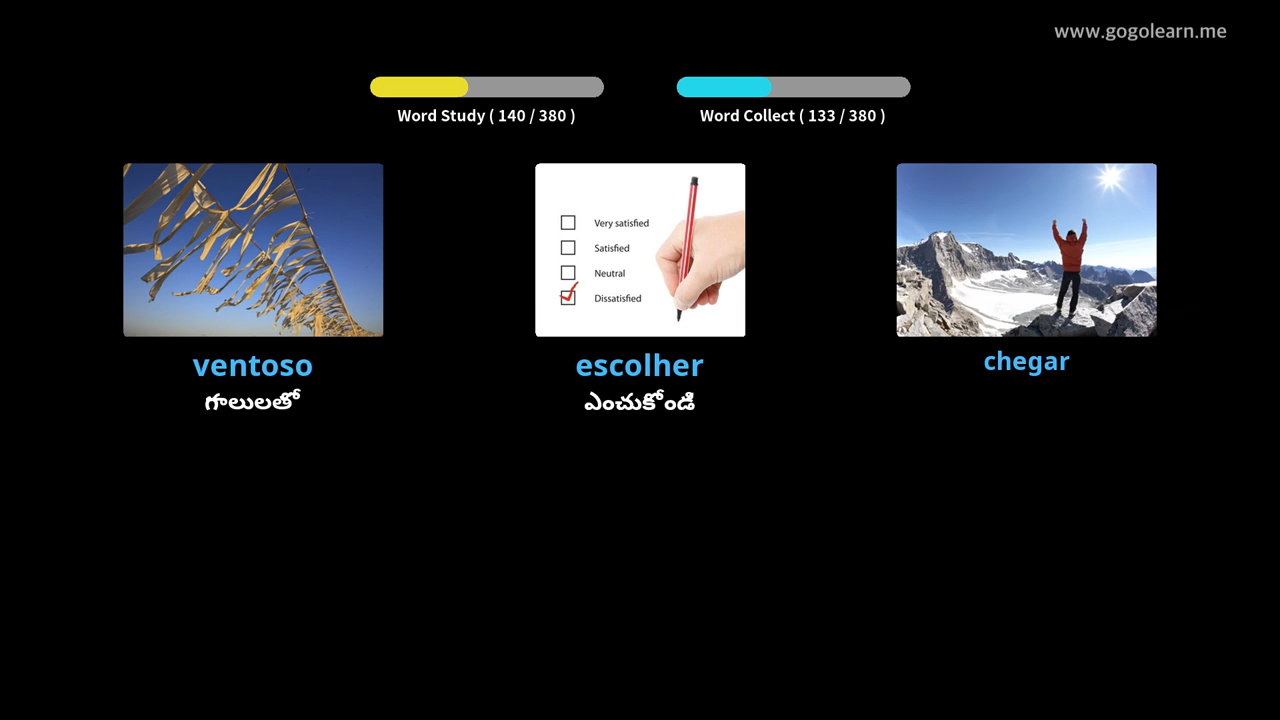 www.gogolearn.me
Word Study ( 140 / 380 )
Word Collect ( 133 / 380 )
Very satisfied
Satisfied
Neutral
Dissatisfied
ventoso
escolher
chegar
గాలులతో
ఎంచుకోండి